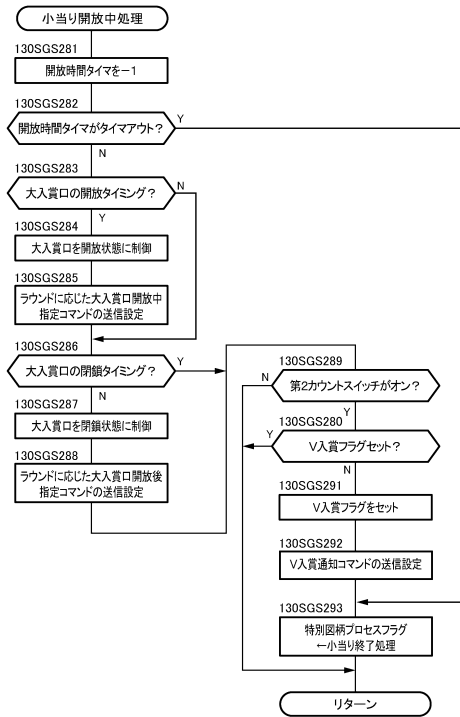 小当り開放中処理
130SGS281
開放時間タイマを－1
130SGS282
開放時間タイマがタイマアウト？
Y
N
130SGS283
大入賞口の開放タイミング？
N
Y
130SGS284
大入賞口を開放状態に制御
130SGS285
ラウンドに応じた大入賞口開放中
指定コマンドの送信設定
130SGS286
大入賞口の閉鎖タイミング？
Y
N
130SGS287
大入賞口を閉鎖状態に制御
130SGS288
ラウンドに応じた大入賞口開放後
指定コマンドの送信設定
130SGS289
第2カウントスイッチがオン？
N
Y
130SGS280
V入賞フラグセット？
Y
N
130SGS291
V入賞フラグをセット
130SGS292
V入賞通知コマンドの送信設定
130SGS293
特別図柄プロセスフラグ
←小当り終了処理
リターン